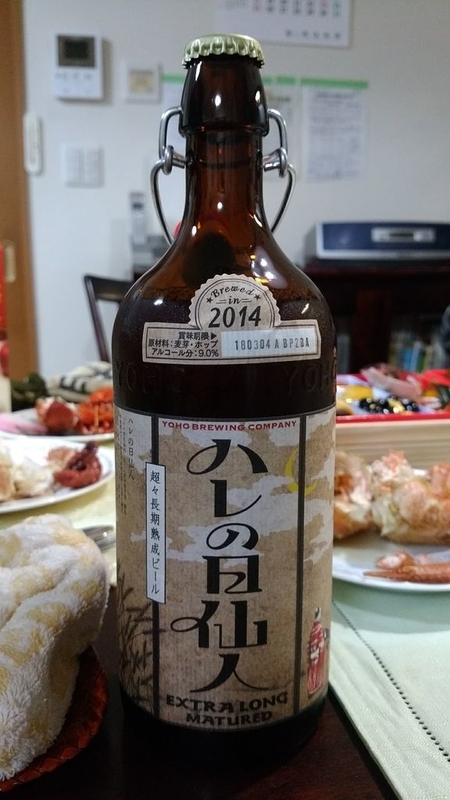 Brewed
in
2014
賞味期限▶
原材料:麦芽・ホップ
アルコール分:9.0%
180304 A BP28A
YOHO BREWING COMPANY
ハレの日仙人
超々長期熟成ビール
ハレの日仙人
EXTRA LONG
MATURED